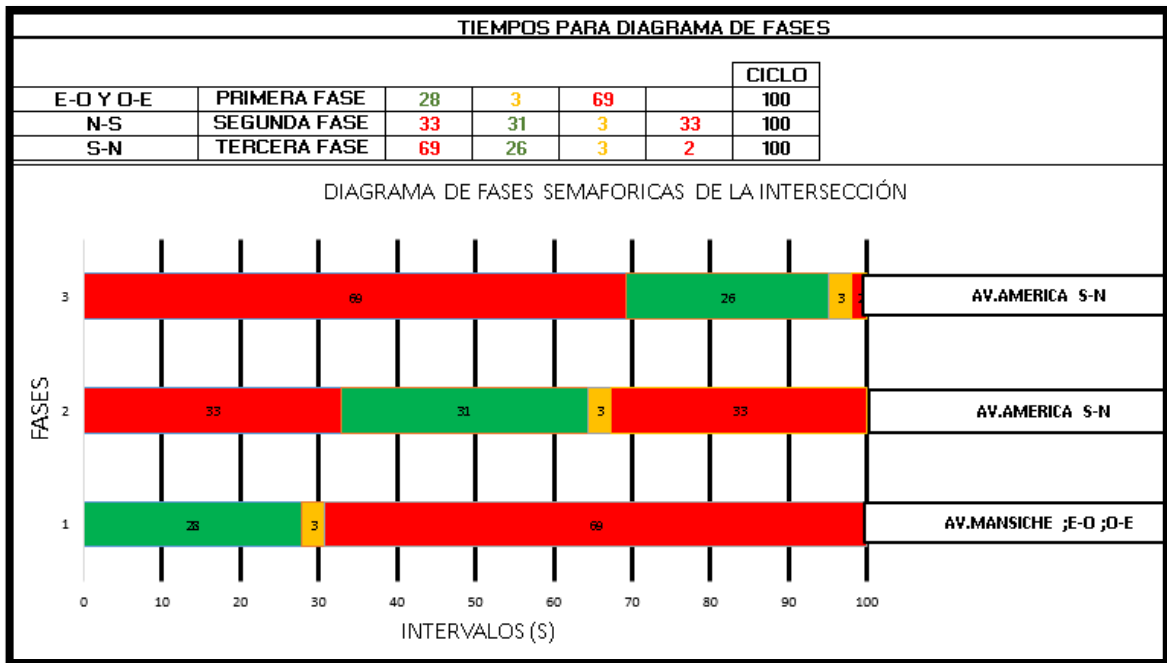 TIEMPOS PARA DIAGRAMA DE FASES
CICLO
E-O Y O-E PRIMERA FASE 28 3 69 100
N-S SEGUNDA FASE 33 31 3 33 100
S-N TERCERA FASE 69 26 3 2 100
DIAGRAMA DE FASES SEMAFORICAS DE LA INTERSECCIÓN
3 69 26 3 2 AV.AMERICA S-N
FASES
2 33 31 3 33 AV.AMERICA S-N
1 28 3 69 AV.MANSICHE ;E-O ;O-E
0 10 20 30 40 50 60 70 80 90 100
INTERVALOS (S)